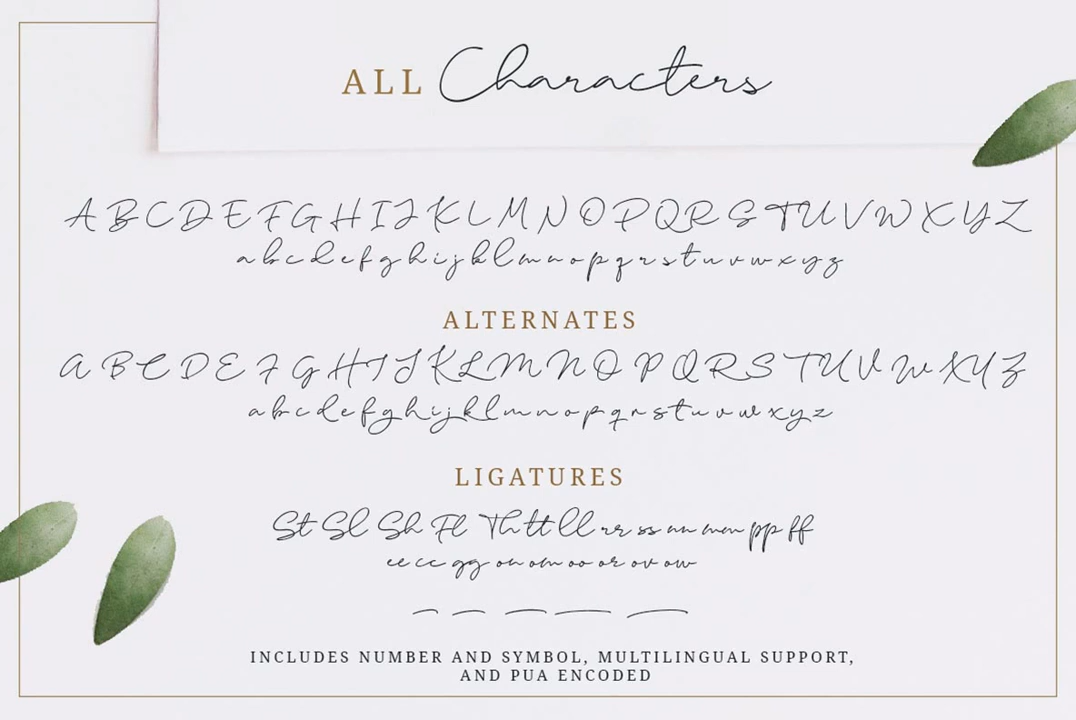 ALL Characters
A B C D E F G H I J K L M N O P Q R S T U V W X Y Z
a b c d e f g h i j k l m n o p q r s t u v w x y z
ALTERNATES
A B C D E F G H I J K L M N O P Q R S T U V W X Y Z
a b c d e f g h i j k l m n o p q r s t u v w x y z
LIGATURES
St Sl Sh Fl Th tt ll rr ss nn mm pp ff
ee cc gg on om oo or ov ow
INCLUDES NUMBER AND SYMBOL, MULTILINGUAL SUPPORT,
AND PUA ENCODED